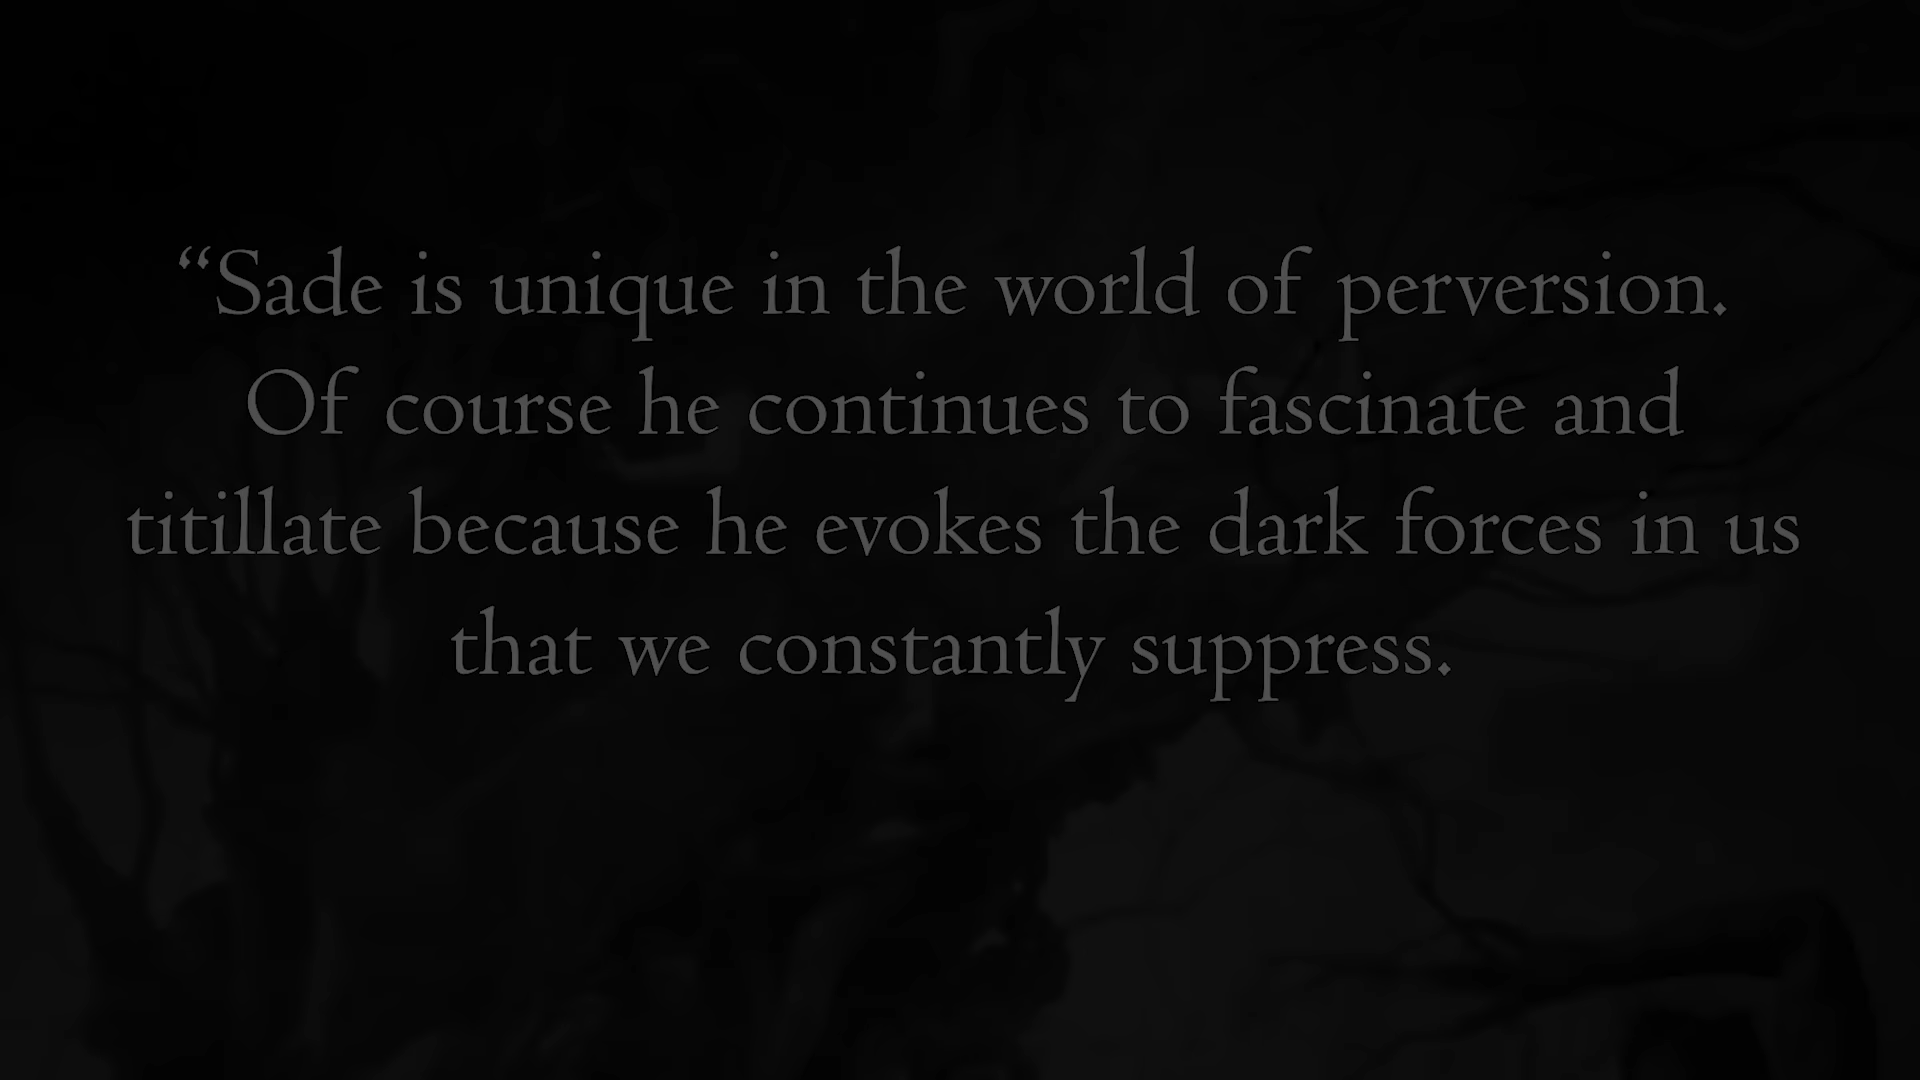 “Sade is unique in the world of perversion.
Of course he continues to fascinate and
titillate because he evokes the dark forces in us
that we constantly suppress.